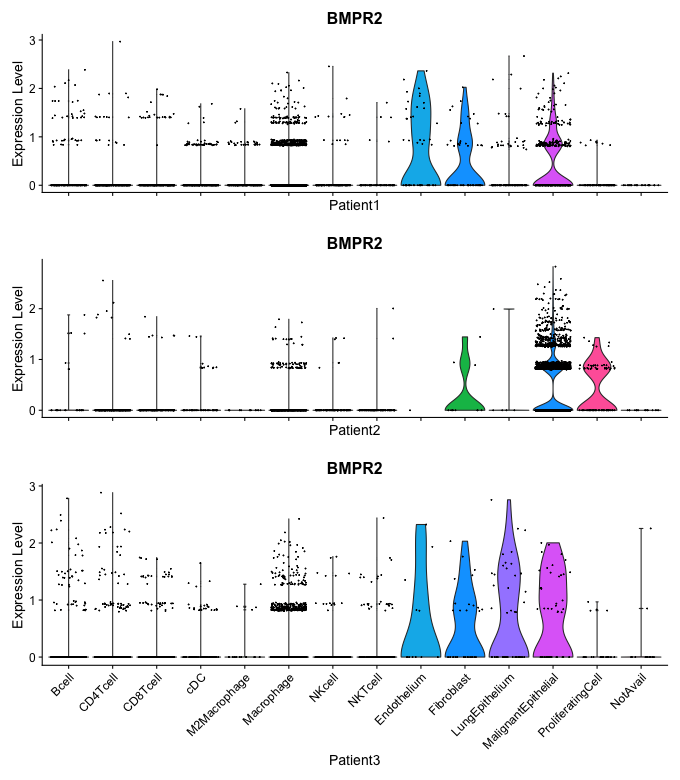 BMPR2
3
2
1
0
Expression Level
Patient1
BMPR2
2
1
0
Expression Level
Patient2
BMPR2
3
2
1
0
Expression Level
Bcell
CD4Tcell
CD8Tcell
cDC
M2Macrophage
Macrophage
NKcell
NKTcell
Endothelium
Fibroblast
LungEpithelium
MalignantEpithelial
ProliferatingCell
NotAvail
Patient3